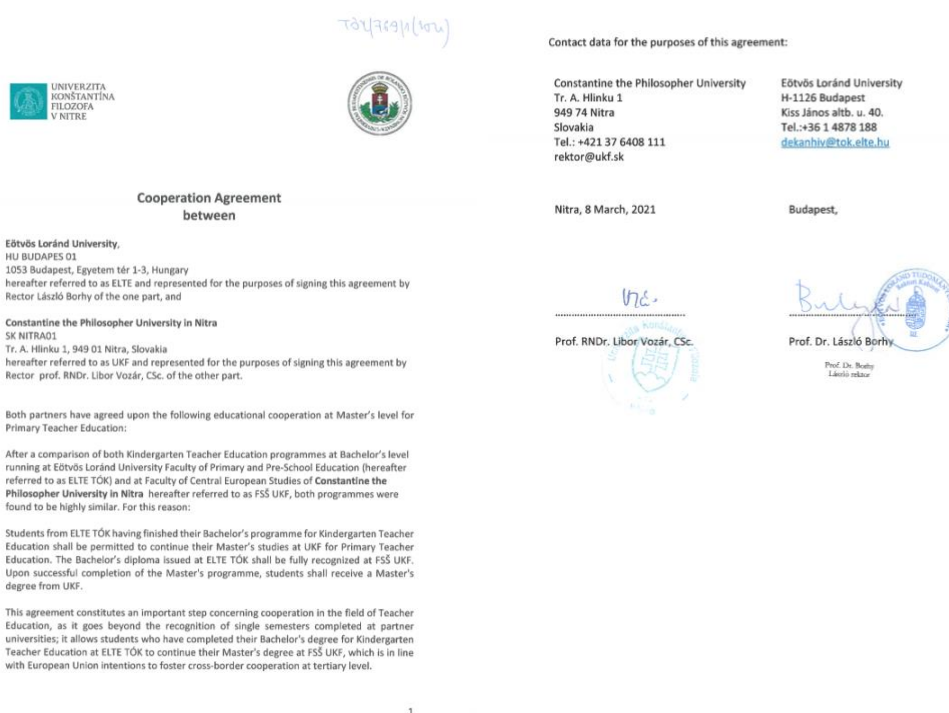 TÓK/769/1(2021)
UNIVERZITA
KONŠTANTÍNA
FILOZOFA
V NITRE
Cooperation Agreement
between
Eötvös Loránd University,
HU BUDAPES 01
1053 Budapest, Egyetem tér 1-3, Hungary
hereafter referred to as ELTE and represented for the purposes of signing this agreement by
Rector László Borhy of the one part, and
Constantine the Philosopher University in Nitra
SK NITRA01
Tr. A. Hlinku 1, 949 01 Nitra, Slovakia
hereafter referred to as UKF and represented for the purposes of signing this agreement by
Rector prof. RNDr. Libor Vozár, CSc. of the other part.
Both partners have agreed upon the following educational cooperation at Master's level for
Primary Teacher Education:
After a comparison of both Kindergarten Teacher Education programmes at Bachelor's level
running at Eötvös Loránd University Faculty of Primary and Pre-School Education (hereafter
referred to as ELTE TÓK) and at Faculty of Central European Studies of Constantine the
Philosopher University in Nitra hereafter referred to as FSŠ UKF, both programmes were
found to be highly similar. For this reason:
Students from ELTE TÓK having finished their Bachelor's programme for Kindergarten Teacher
Education shall be permitted to continue their Master's studies at UKF for Primary Teacher
Education. The Bachelor's diploma issued at ELTE TÓK shall be fully recognized at FSŠ UKF.
Upon successful completion of the Master's programme, students shall receive a Master's
degree from UKF.
This agreement constitutes an important step concerning cooperation in the field of Teacher
Education, as it goes beyond the recognition of single semesters completed at partner
universities; it allows students who have completed their Bachelor's degree for Kindergarten
Teacher Education at ELTE TÓK to continue their Master's degree at FSŠ UKF, which is in line
with European Union intentions to foster cross-border cooperation at tertiary level.
1
Contact data for the purposes of this agreement:
Constantine the Philosopher University
Tr. A. Hlinku 1
949 74 Nitra
Slovakia
Tel.: +421 37 6408 111
rektor@ukf.sk
Eötvös Loránd University
H-1126 Budapest
Kiss János altb. u. 40.
Tel.:+36 1 4878 188
dekanhiv@tok.elte.hu
Nitra, 8 March, 2021
Budapest,
Prof. RNDr. Libor Vozár, CSc.
Prof. Dr. László Borhy
Prof. Dr. Borhy
László rektor